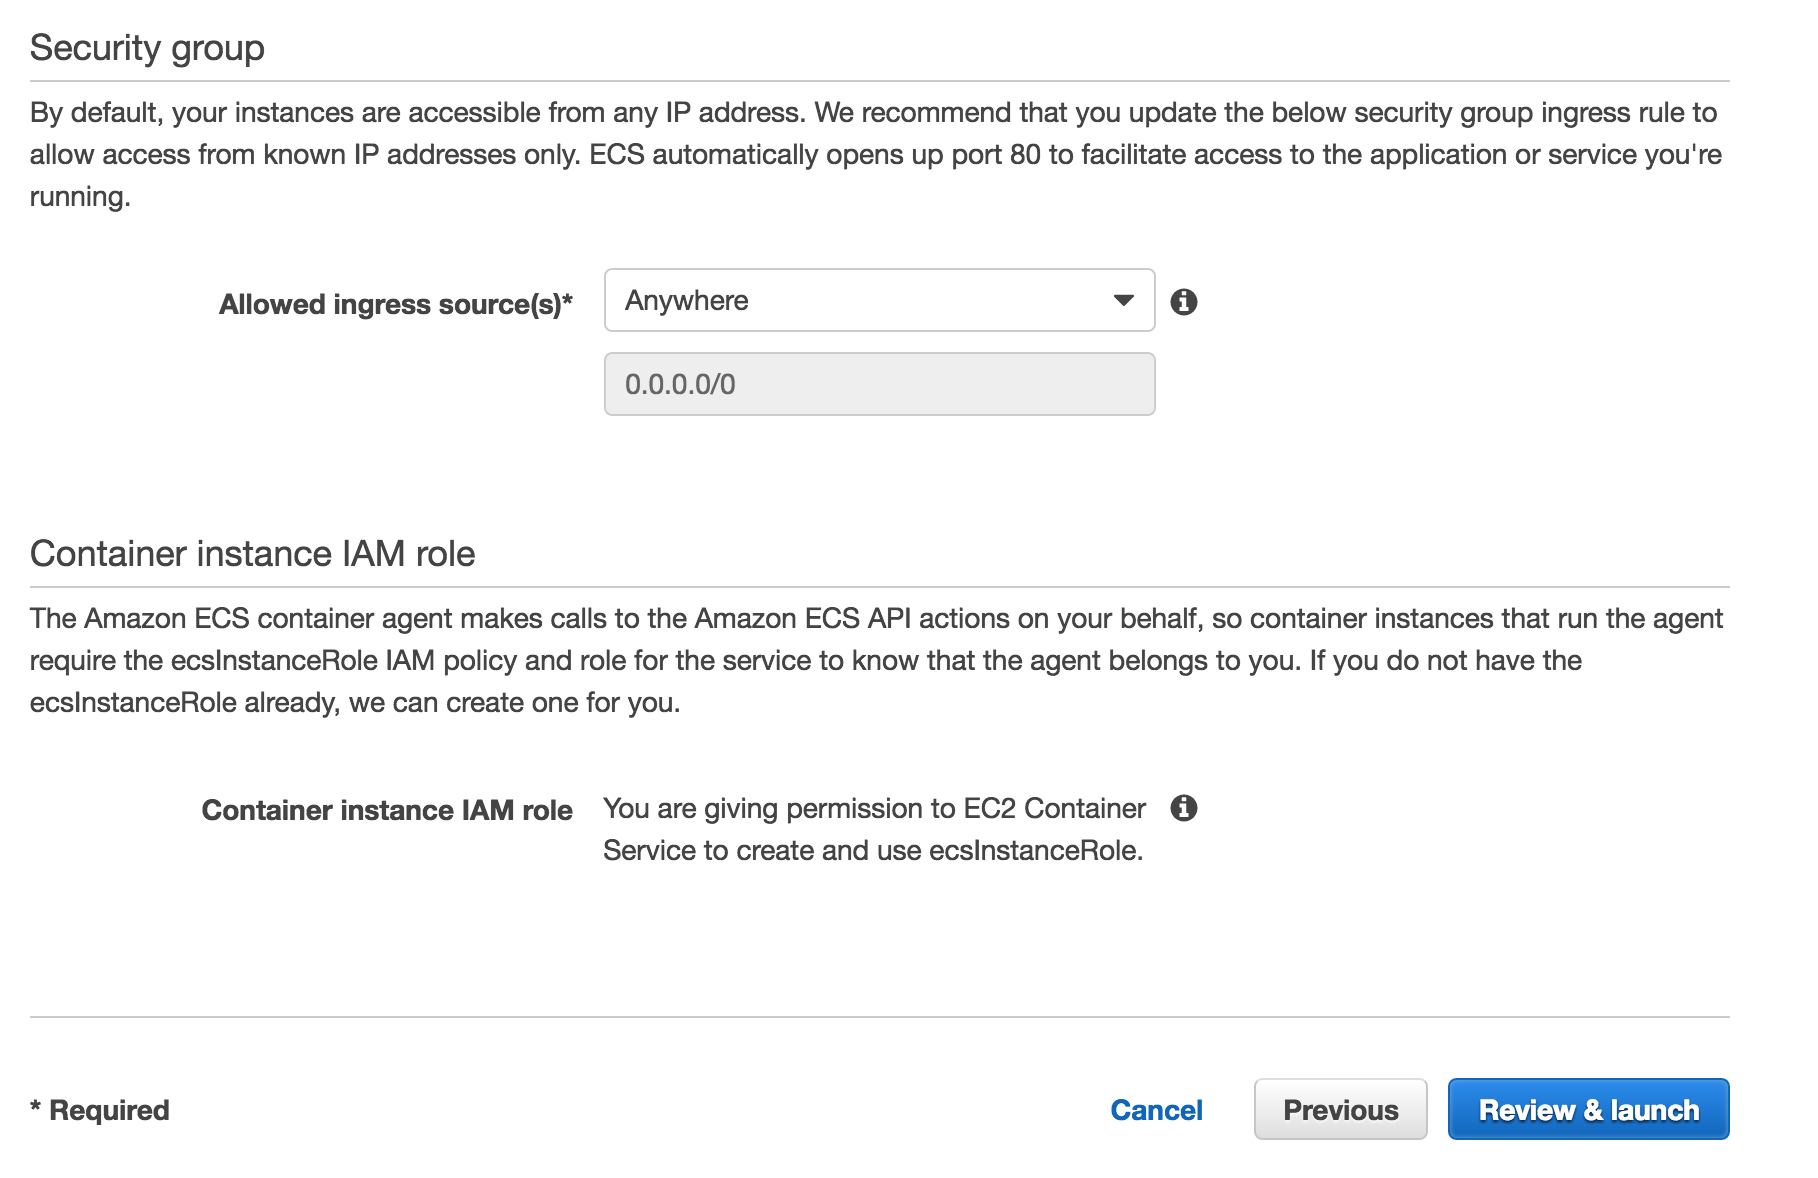 Security group
By default, your instances are accessible from any IP address. We recommend that you update the below security group ingress rule to
allow access from known IP addresses only. ECS automatically opens up port 80 to facilitate access to the application or service you're
running.
Allowed ingress source(s)* Anywhere
0.0.0.0/0
Container instance IAM role
The Amazon ECS container agent makes calls to the Amazon ECS API actions on your behalf, so container instances that run the agent
require the ecsInstanceRole IAM policy and role for the service to know that the agent belongs to you. If you do not have the
ecsInstanceRole already, we can create one for you.
Container instance IAM role You are giving permission to EC2 Container
Service to create and use ecsInstanceRole.
* Required Cancel Previous Review & launch